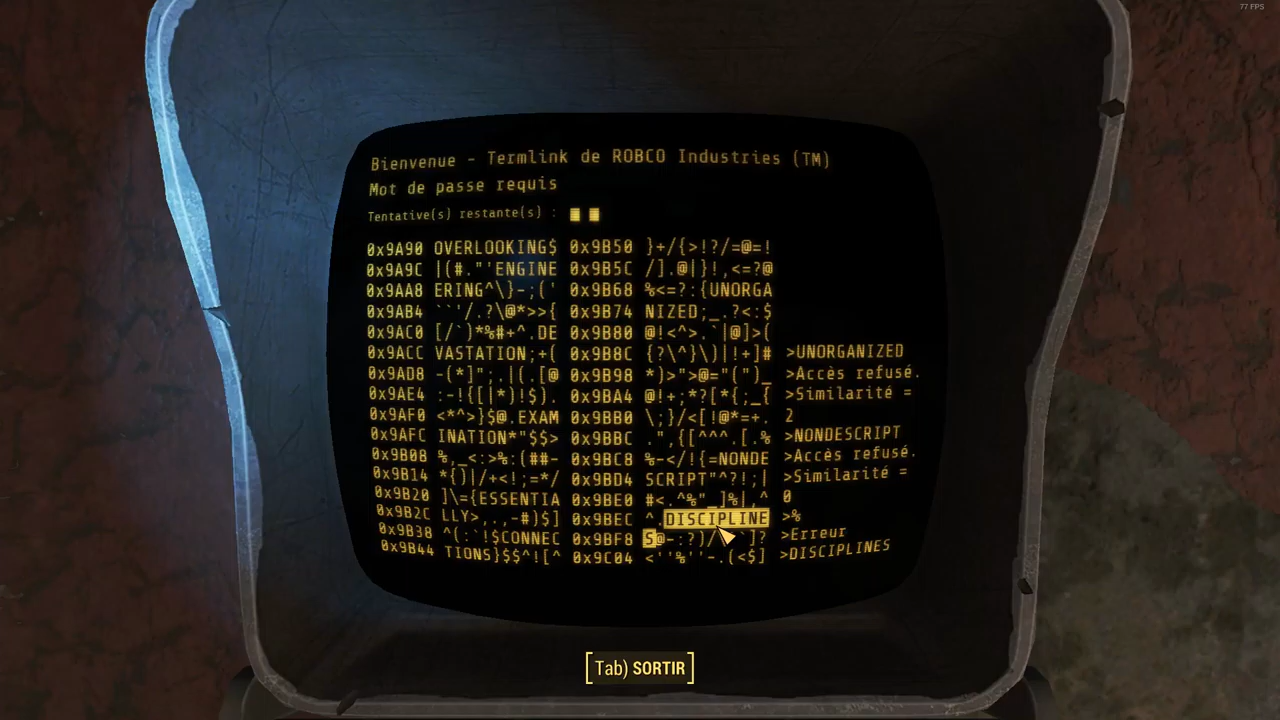 77 FPS
Bienvenue - Termlink de ROBCO Industries (TM)
Mot de passe requis
Tentative(s) restante(s) :
0x9A90 OVERLOOKING$ 0x9B50 }+/{>!?/=@=!
0x9A9C |(#."'ENGINE 0x9B5C /].@|}!,<=?@
0x9AA8 ERING^\}-;(' 0x9B68 %<=?:{UNORGA
0x9AB4 ``'/.?\@*>>{ 0x9B74 NIZED;_.?<:$
0x9AC0 [/`)*%#+^.DE 0x9B80 @!<^>.`|@]>(
0x9ACC VASTATION;+( 0x9B8C {?\^}\)|!+]# >UNORGANIZED
0x9AD8 -(*]";.|(.[@ 0x9B98 *)>">@="(")_ >Accès refusé.
0x9AE4 :-!{[|*)!$). 0x9BA4 @!+;*?[*{;_{ >Similarité =
0x9AF0 <*^>}$@.EXAM 0x9BB0 \;}/<[!@*=+. 2
0x9AFC INATION*"$$> 0x9BBC .",{[^^^.[.% >NONDESCRIPT
0x9B08 %,_<:>%:(##- 0x9BC8 %-</!{=NONDE >Accès refusé.
0x9B14 *{)|/+<!;=*/ 0x9BD4 SCRIPT"^?!;| >Similarité =
0x9B20 ]\={ESSENTIA 0x9BE0 #<.^%"_]%|,^ 0
0x9B2C LLY>,.,-#)$] 0x9BEC ^.DISCIPLINE >%
0x9B38 ^(:`!$CONNEC 0x9BF8 S@-:?)/ `]? >Erreur
0x9B44 TIONS}$$^![^ 0x9C04 <''%''-.(<$] >DISCIPLINES
Tab) SORTIR